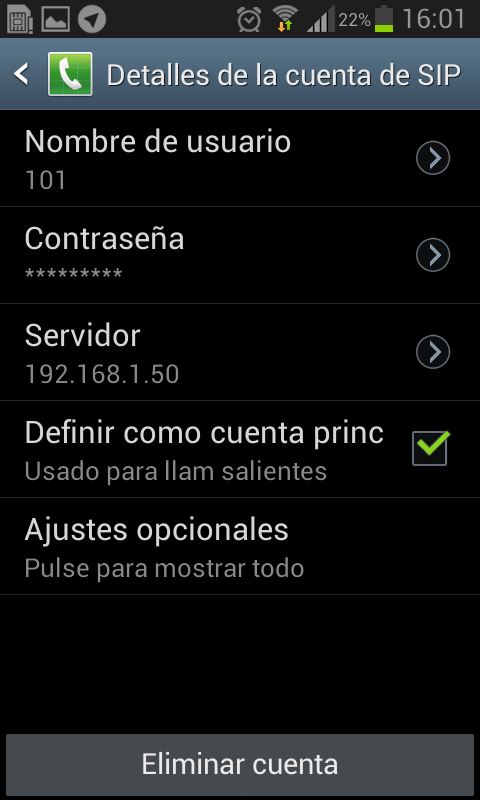 22% 16:01
Detalles de la cuenta de SIP
Nombre de usuario
101
Contraseña
*********
Servidor
192.168.1.50
Definir como cuenta princ
Usado para llam salientes
Ajustes opcionales
Pulse para mostrar todo
Eliminar cuenta